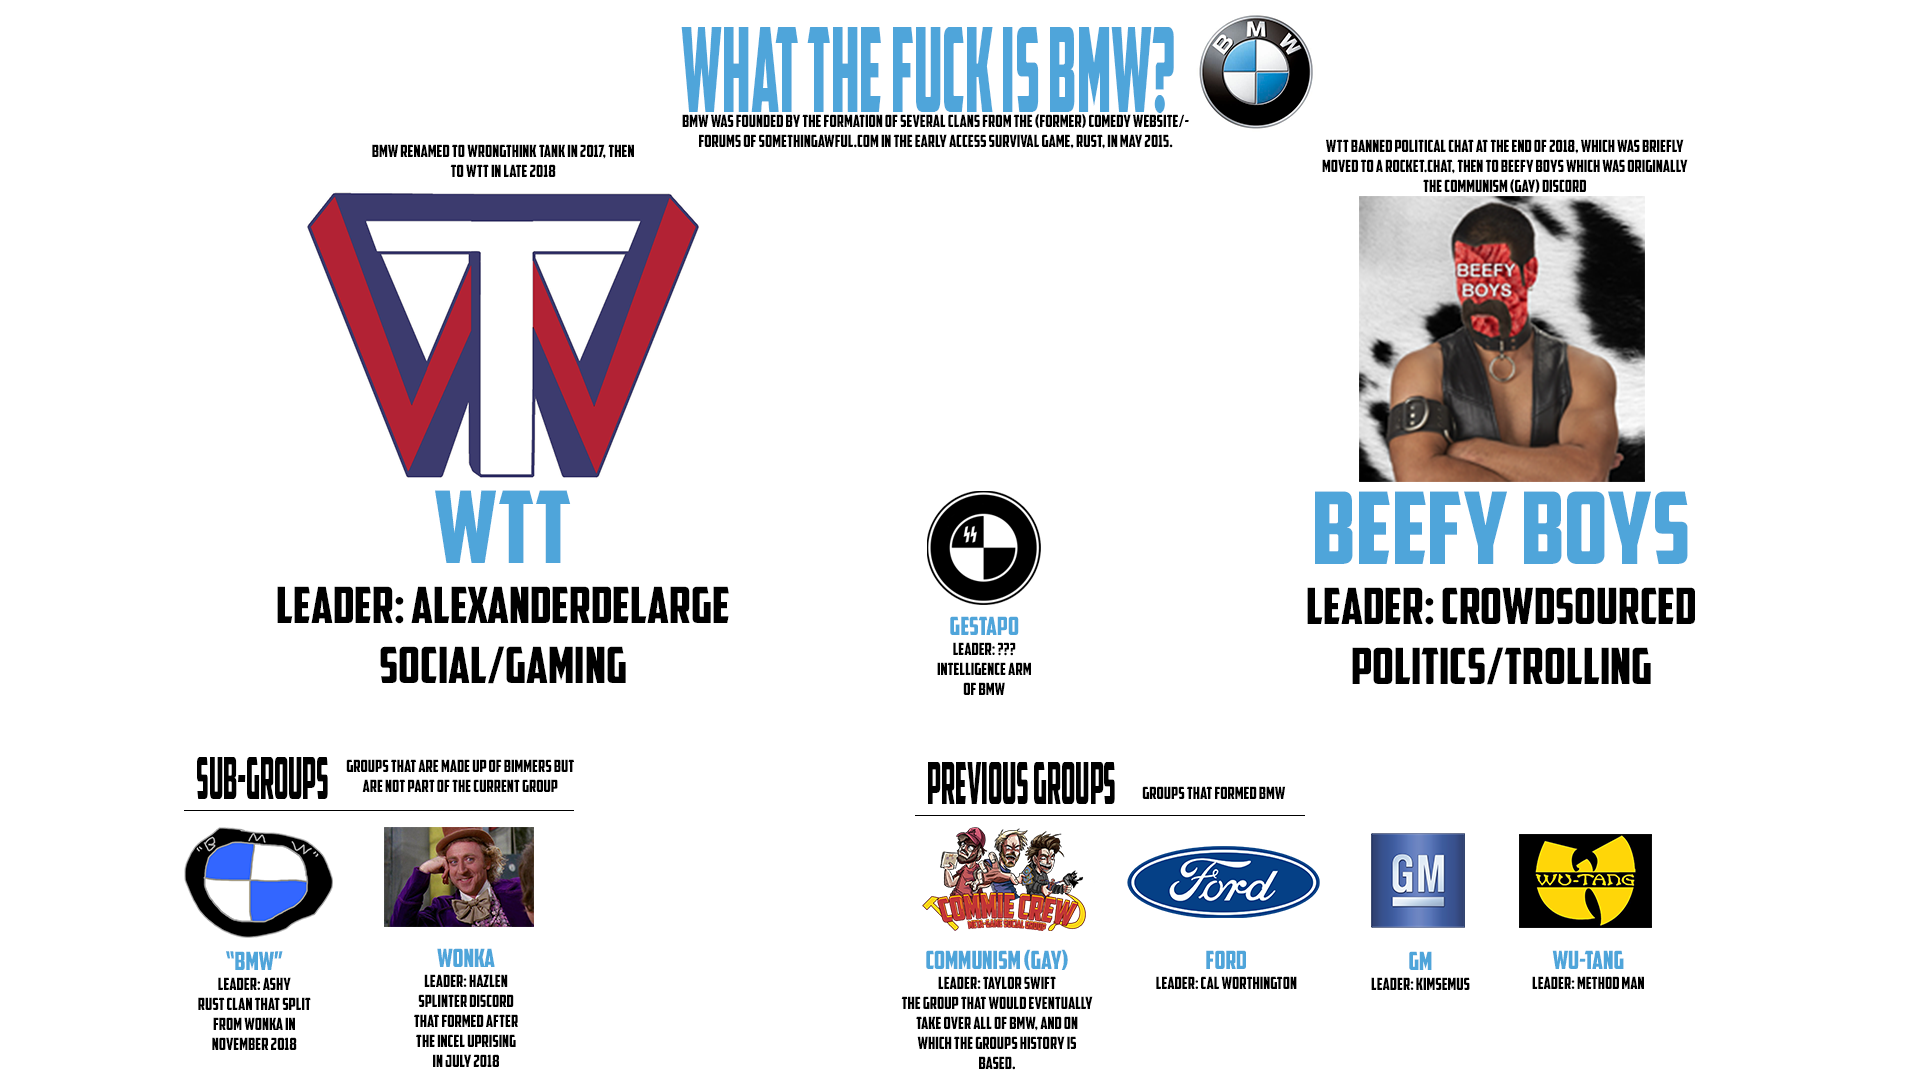 WHAT THE FUCK IS BMW?
BMW
BMW WAS FOUNDED BY THE FORMATION OF SEVERAL CLANS FROM THE (FORMER) COMEDY WEBSITE/-
FORUMS OF SOMETHINGAWFUL.COM IN THE EARLY ACCESS SURVIVAL GAME, RUST, IN MAY 2015.
BMW RENAMED TO WRONGTHINK TANK IN 2017, THEN
TO WTT IN LATE 2018
WTT
LEADER: ALEXANDERDELARGE
SOCIAL/GAMING
WTT BANNED POLITICAL CHAT AT THE END OF 2018, WHICH WAS BRIEFLY
MOVED TO A ROCKET.CHAT, THEN TO BEEFY BOYS WHICH WAS ORIGINALLY
THE COMMUNISM (GAY) DISCORD
BEEFY
BOYS
BEEFY BOYS
LEADER: CROWDSOURCED
POLITICS/TROLLING
GESTAPO
LEADER: ???
INTELLIGENCE ARM
OF BMW
SUB-GROUPS
GROUPS THAT ARE MADE UP OF BIMMERS BUT
ARE NOT PART OF THE CURRENT GROUP
"BMW"
"BMW"
LEADER: ASHY
RUST CLAN THAT SPLIT
FROM WONKA IN
NOVEMBER 2018
WONKA
LEADER: HAZLEN
SPLINTER DISCORD
THAT FORMED AFTER
THE INCEL UPRISING
IN JULY 2018
PREVIOUS GROUPS
GROUPS THAT FORMED BMW
COMMIE CREW
META-GAME SOCIAL GROUP
COMMUNISM (GAY)
LEADER: TAYLOR SWIFT
THE GROUP THAT WOULD EVENTUALLY
TAKE OVER ALL OF BMW, AND ON
WHICH THE GROUPS HISTORY IS
BASED.
Ford
FORD
LEADER: CAL WORTHINGTON
GM
GM
LEADER: KIMSEMUS
WU-TANG
WU-TANG
LEADER: METHOD MAN